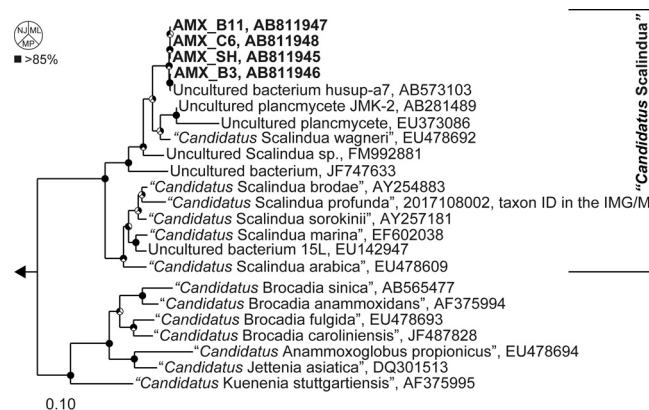 NJ ML
MP
>85%
AMX_B11, AB811947
AMX_C6, AB811948
AMX_SH, AB811945
AMX_B3, AB811946
Uncultured bacterium husup-a7, AB573103
Uncultured plancmycete JMK-2, AB281489
Uncultured plancmycete, EU373086
“Candidatus Scalindua wagneri”, EU478692
Uncultured Scalindua sp., FM992881
Uncultured bacterium, JF747633
“Candidatus Scalindua brodae”, AY254883
“Candidatus Scalindua profunda”, 2017108002, taxon ID in the IMG/M
“Candidatus Scalindua sorokinii”, AY257181
“Candidatus Scalindua marina”, EF602038
Uncultured bacterium 15L, EU142947
“Candidatus Scalindua arabica”, EU478609
“Candidatus Brocadia sinica”, AB565477
“Candidatus Brocadia anammoxidans”, AF375994
“Candidatus Brocadia fulgida”, EU478693
“Candidatus Brocadia caroliniensis”, JF487828
“Candidatus Anammoxoglobus propionicus”, EU478694
“Candidatus Jettenia asiatica”, DQ301513
“Candidatus Kuenenia stuttgartiensis”, AF375995
0.10
“Candidatus Scalindua”